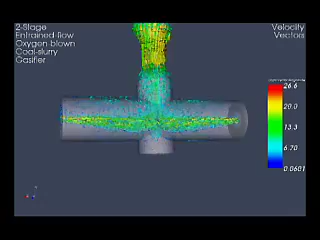 2-Stage
Entrained-flow
Oxygen blown
Coal-slurry
Gasifier
Velocity
Vectors
26.6
20.0
13.3
6.70
0.0601